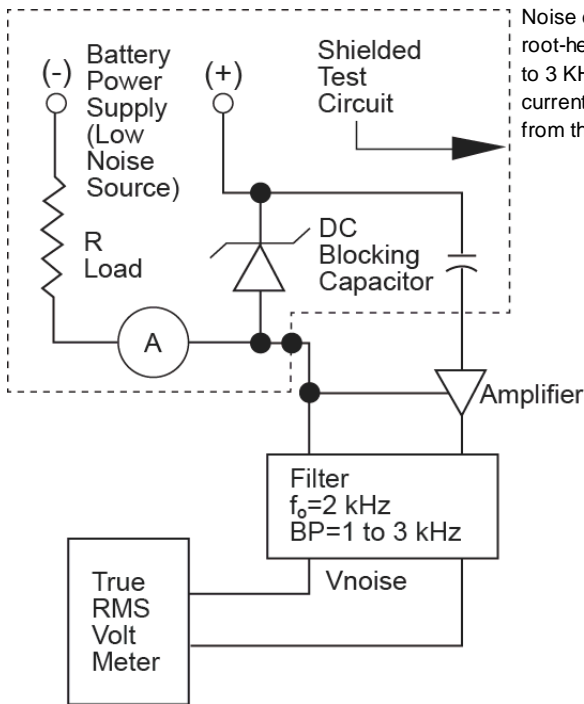 Noise
root-he
to 3 KH
current
from th
(-)
Battery
Power
Supply
(Low
Noise
Source)
(+)
Shielded
Test
Circuit
R
Load
DC
Blocking
Capacitor
A
Amplifier
Filter
fₒ=2 kHz
BP=1 to 3 kHz
Vnoise
True
RMS
Volt
Meter